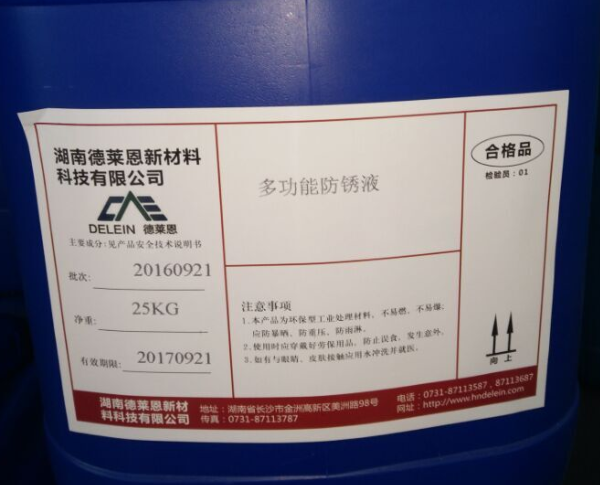 湖南德莱恩新材料
科技有限公司
DELEIN 德莱恩
主要成分:见产品安全技术说明书
批次: 20160921
净重: 25KG
有效期限: 20170921
多功能防锈液
合格品
检验员:01
注意事项
1.本产品为环保型工业处理材料，不易燃、不易爆;
应防暴晒、防重压、防雨淋。
2.使用时应穿戴好劳保用品，防止误食，发生意外。
3.如有与眼睛、皮肤接触应用水冲洗并就医。
向上
湖南德莱恩新材
料科技有限公司
地址:湖南省长沙市金洲高新区美洲路98号
传真:0731-87113787
电话:0731-87113587、87113687
网址:http://www.hndelein.com